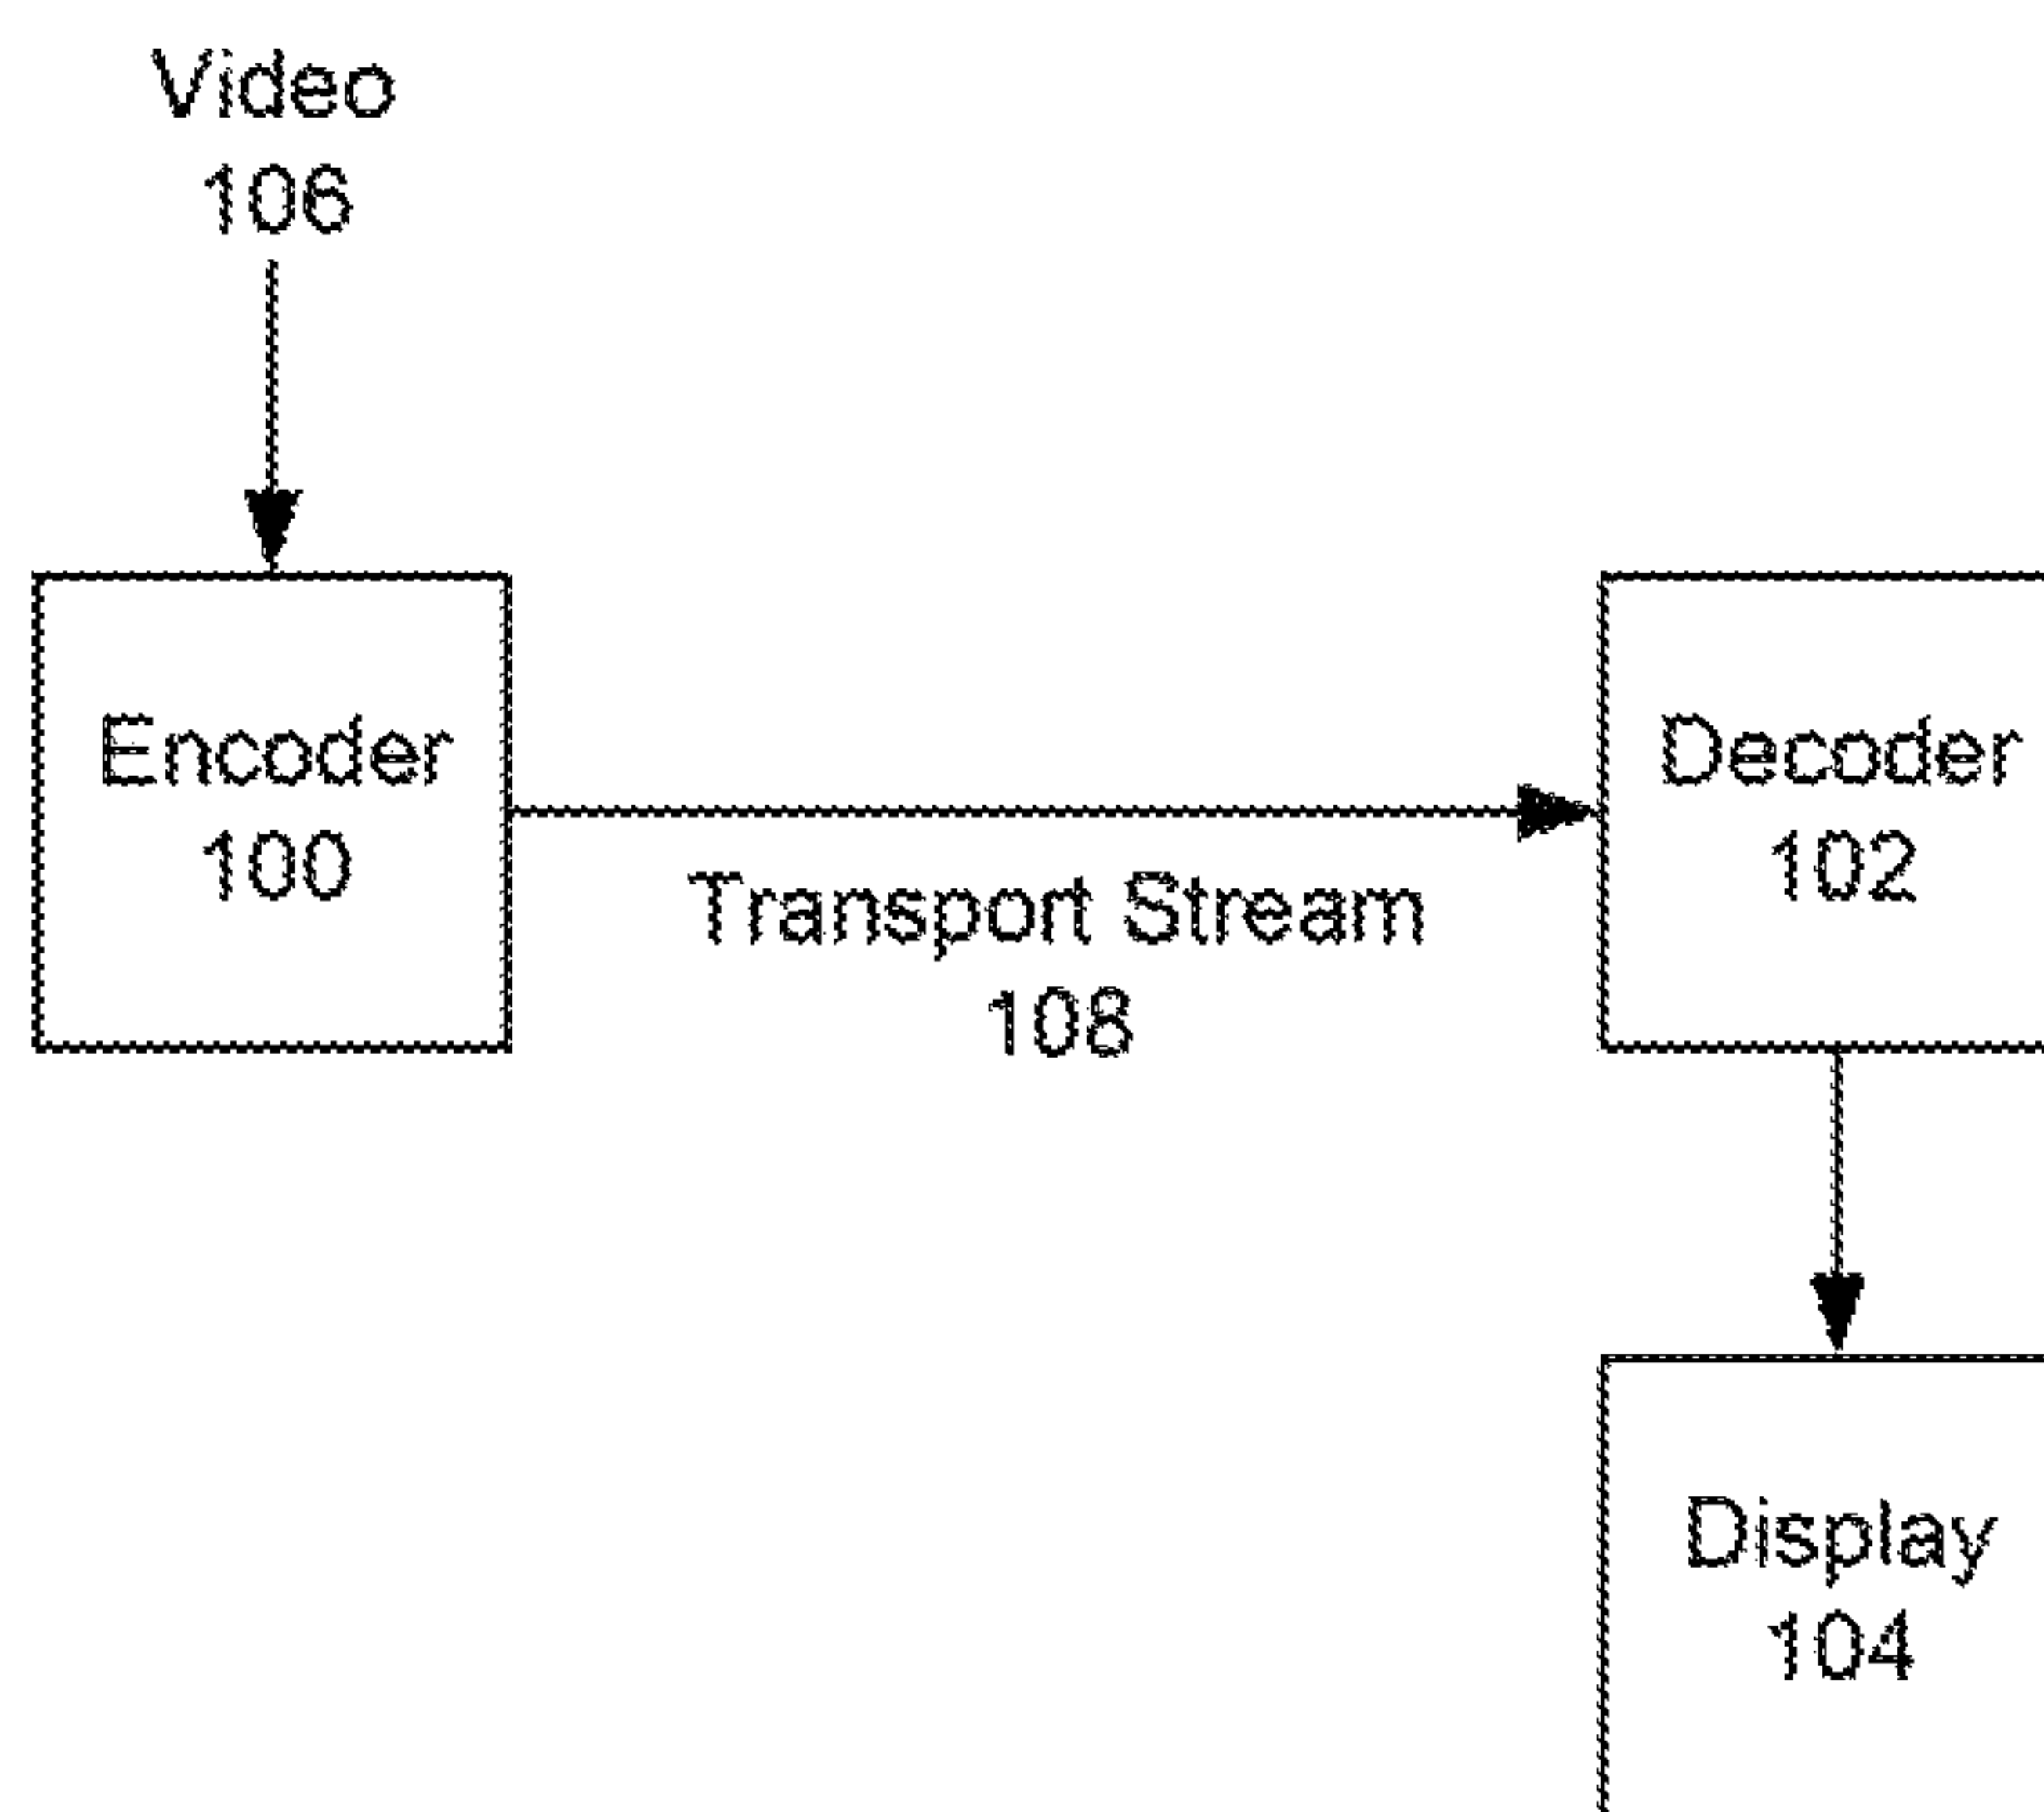 Video
106
Encoder
100
Transport Stream
108
Decoder
102
Display
104